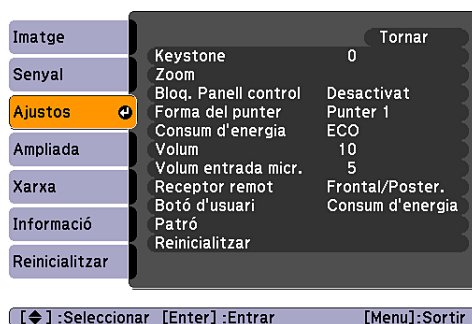 Imatge
Senyal
Ajustos
Ampliada
Xarxa
Informació
Reinicialitzar
Tornar
Keystone 0
Zoom
Bloq. Panell control Desactivat
Forma del punter Punter 1
Consum d'energia ECO
Volum 10
Volum entrada micr. 5
Receptor remot Frontal/Poster.
Botó d'usuari Consum d'energia
Patró
Reinicialitzar
[ ] :Seleccionar [Enter] :Entrar [Menu]:Sortir